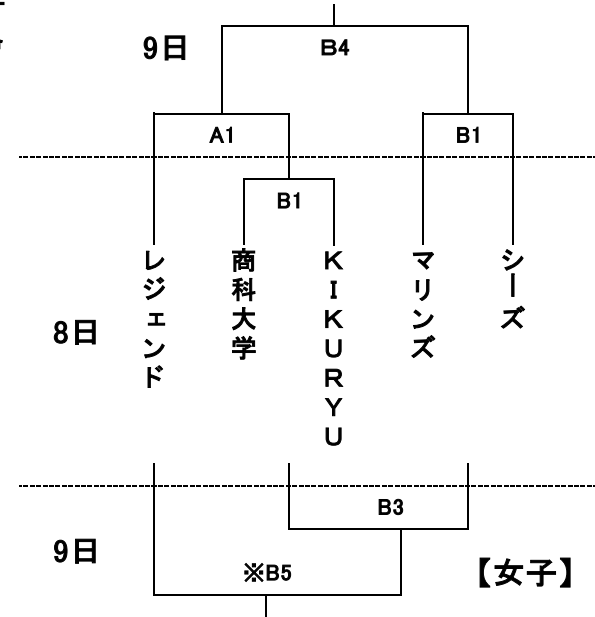 9日
B4
A1
B1
B1
レジェンド
商科大学
KIKURYU
マリンズ
シーズ
8日
B3
9日
※B5
【女子】